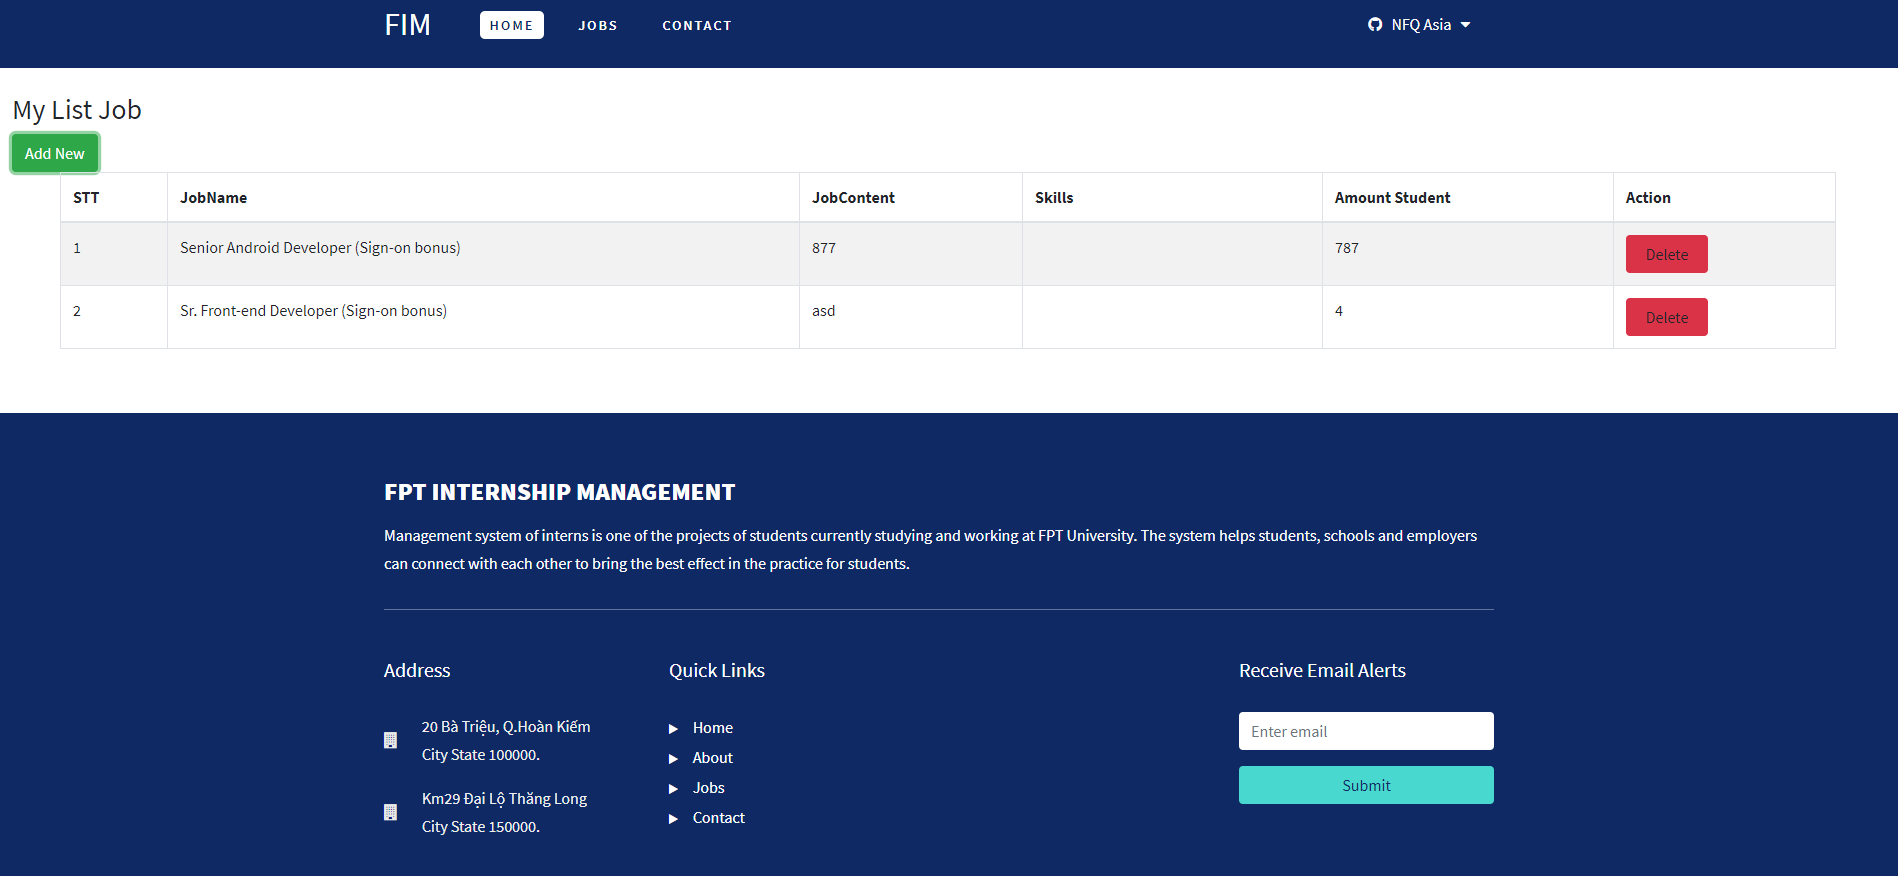 FIM HOME JOBS CONTACT NFQ Asia
My List Job
Add New
STT JobName JobContent Skills Amount Student Action
1 Senior Android Developer (Sign-on bonus) 877 787 Delete
2 Sr. Front-end Developer (Sign-on bonus) asd 4 Delete
FPT INTERNSHIP MANAGEMENT
Management system of interns is one of the projects of students currently studying and working at FPT University. The system helps students, schools and employers
can connect with each other to bring the best effect in the practice for students.
Address
20 Bà Triệu, Q.Hoàn Kiếm
City State 100000.
Km29 Đại Lộ Thăng Long
City State 150000.
Quick Links
Home
About
Jobs
Contact
Receive Email Alerts
Enter email
Submit